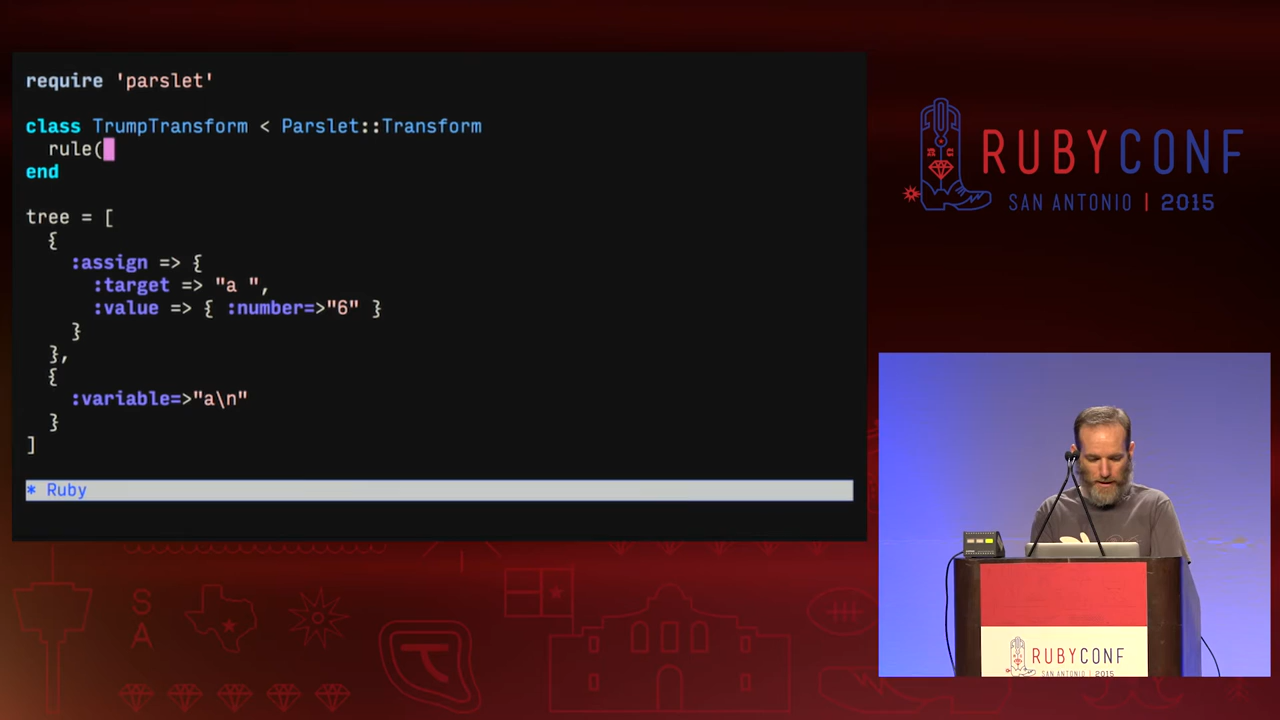 require 'parslet'
class TrumpTransform < Parslet::Transform
  rule(
end
tree = [
  {
    :assign => {
      :target => "a ",
      :value => { :number=>"6" }
    }
  },
  {
    :variable=>"a\n"
  }
]
* Ruby
RUBYCONF
SAN ANTONIO | 2015
S
A
RUBYCONF
SAN ANTONIO | 2015